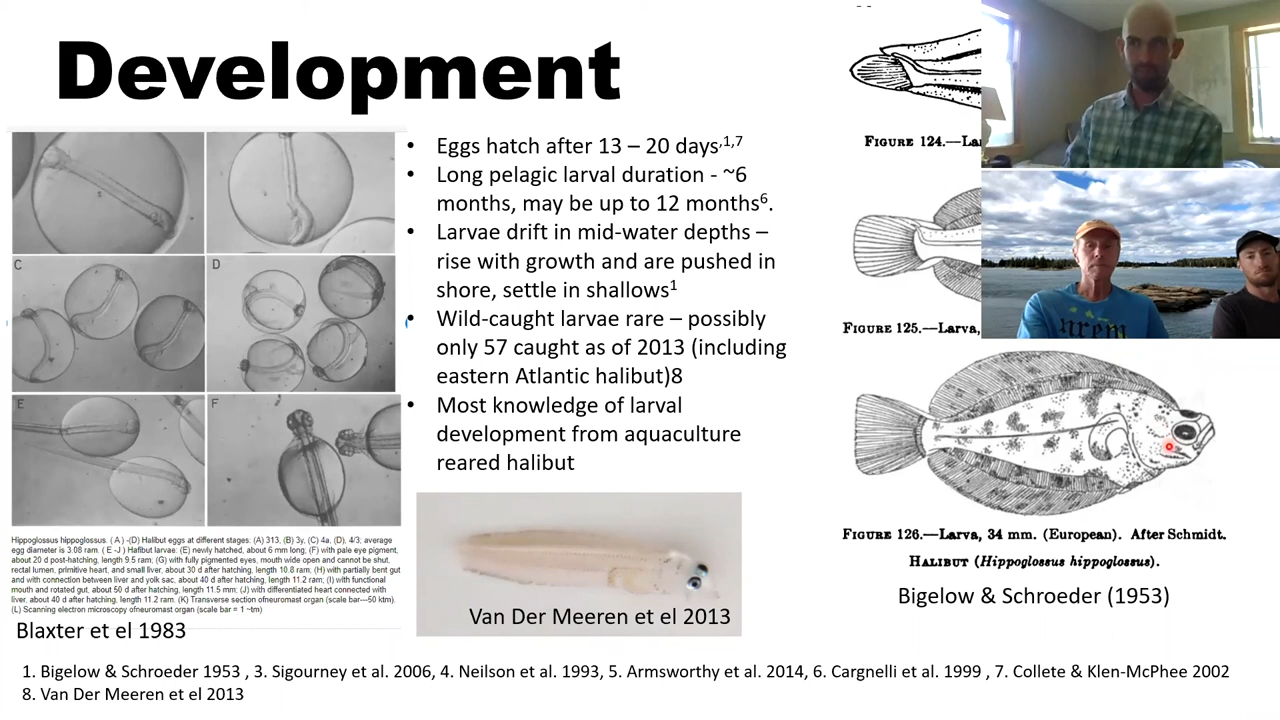 Development
• Eggs hatch after 13 – 20 days,1,7
• Long pelagic larval duration - ~6
months, may be up to 12 months6.
• Larvae drift in mid-water depths –
rise with growth and are pushed in
shore, settle in shallows1
• Wild-caught larvae rare – possibly
only 57 caught as of 2013 (including
eastern Atlantic halibut)8
• Most knowledge of larval
development from aquaculture
reared halibut
C
D
E
F
Hippoglossus hippoglossus. ( A ) -(D) Halibut eggs at different stages: (A) 313, (B) 3y, (C) 4a, (D), 4/3; average
egg diameter is 3.08 ram. ( E -J ) Hafibut larvae: (E) newly hatched, about 6 mm long; (F) with pale eye pigment,
about 20 d post-hatching, length 9.5 ram; (G) with fully pigmented eyes, mouth wide open and cannot be shut,
rectal lumen, primitive heart, and small liver, about 30 d after hatching, length 10.8 ram; (H) with partially bent gut
and with connection between liver and yolk sac, about 40 d after hatching, length 11.2 ram; (I) with functional
mouth and rotated gut, about 50 d after hatching, length 11.5 mm; (J) with differentiated heart connected with
liver, about 40 d after hatching, length 11.2 ram. (K) Transverse section ofneuromast organ (scale bar---50 ktm).
(L) Scanning electron microscopy ofneuromast organ (scale bar = 1 ~tm)
Blaxter et el 1983
Van Der Meeren et el 2013
FIGURE 124.—La
FIGURE 125.—Larva,
FIGURE 126.—Larva, 34 mm. (European). After Schmidt.
HALIBUT (Hippoglossus hippoglossus).
Bigelow & Schroeder (1953)
nrem
1. Bigelow & Schroeder 1953 , 3. Sigourney et al. 2006, 4. Neilson et al. 1993, 5. Armsworthy et al. 2014, 6. Cargnelli et al. 1999 , 7. Collete & Klen-McPhee 2002
8. Van Der Meeren et el 2013